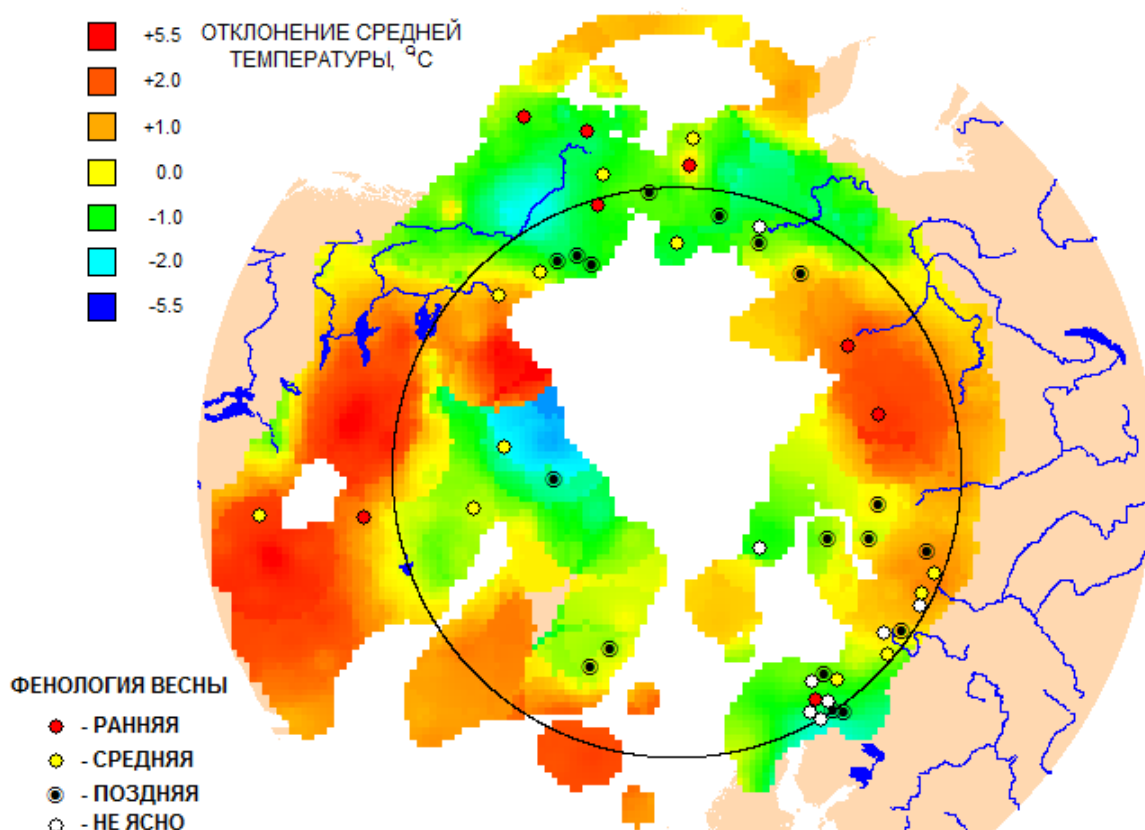 +5.5
ОТКЛОНЕНИЕ СРЕДНЕЙ
ТЕМПЕРАТУРЫ, °C
+2.0
+1.0
0.0
-1.0
-2.0
-5.5
ФЕНОЛОГИЯ ВЕСНЫ
- РАННЯЯ
- СРЕДНЯЯ
- ПОЗДНЯЯ
- НЕ ЯСНО